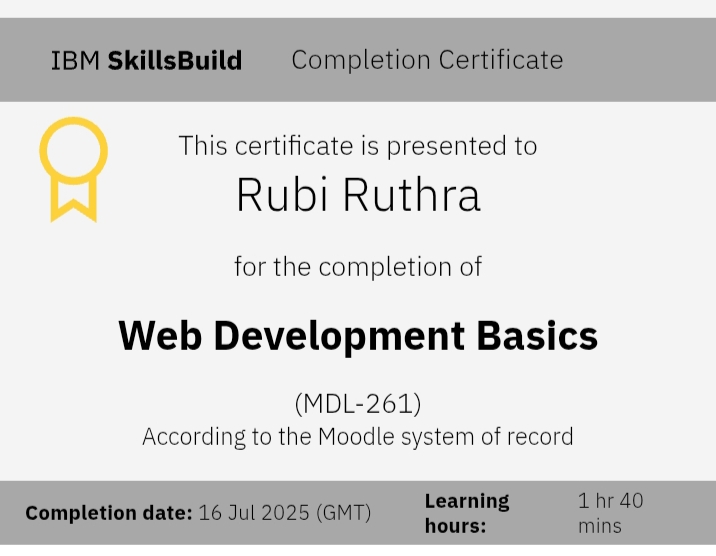 IBM SkillsBuild Completion Certificate
This certificate is presented to
Rubi Ruthra
for the completion of
Web Development Basics
(MDL-261)
According to the Moodle system of record
Completion date: 16 Jul 2025 (GMT)
Learning hours:
1 hr 40 mins